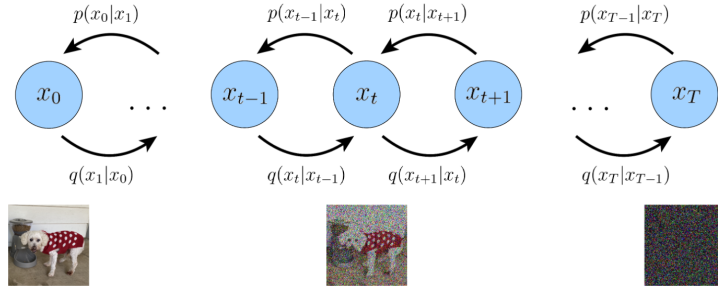 p(x_0|x_1) p(x_{t-1}|x_t) p(x_t|x_{t+1}) p(x_{T-1}|x_T)
x_0 ... x_{t-1} x_t x_{t+1} ... x_T
q(x_1|x_0) q(x_t|x_{t-1}) q(x_{t+1}|x_t) q(x_T|x_{T-1})